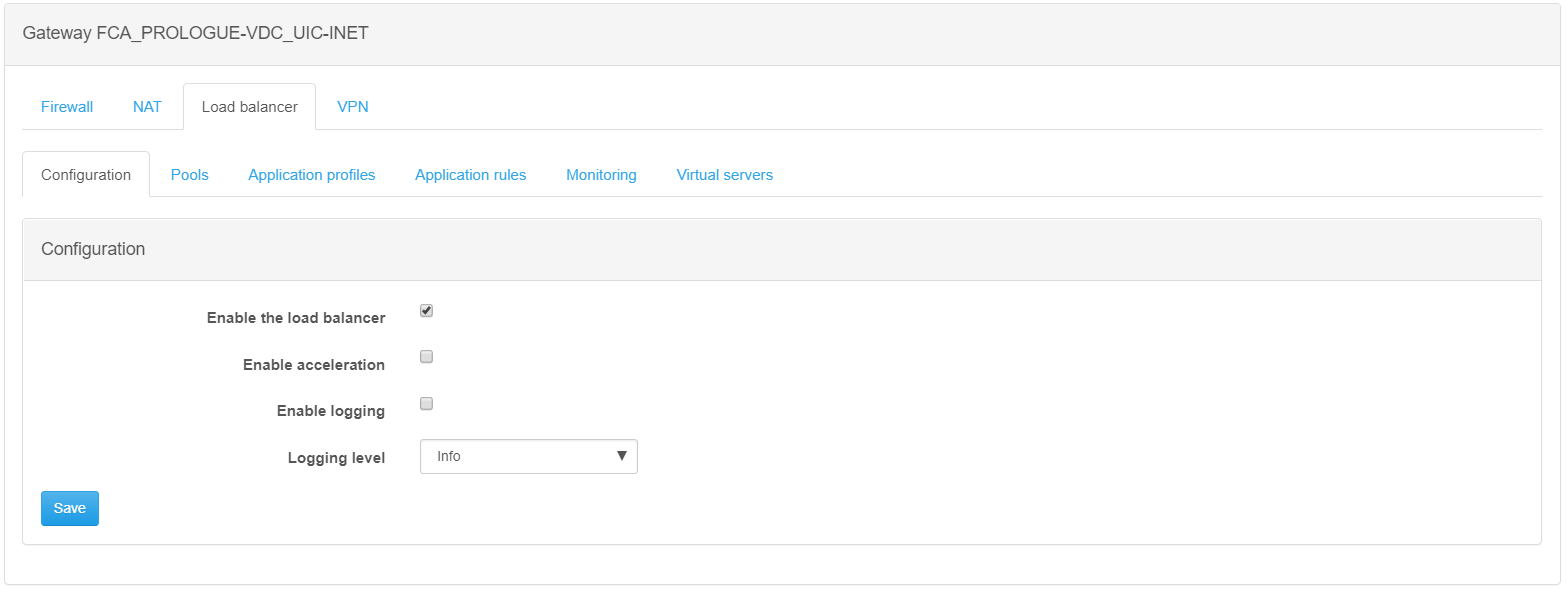 Gateway FCA_PROLOGUE-VDC_UIC-INET
Firewall NAT Load balancer VPN
Configuration Pools Application profiles Application rules Monitoring Virtual servers
Configuration
Enable the load balancer
Enable acceleration
Enable logging
Logging level Info
Save